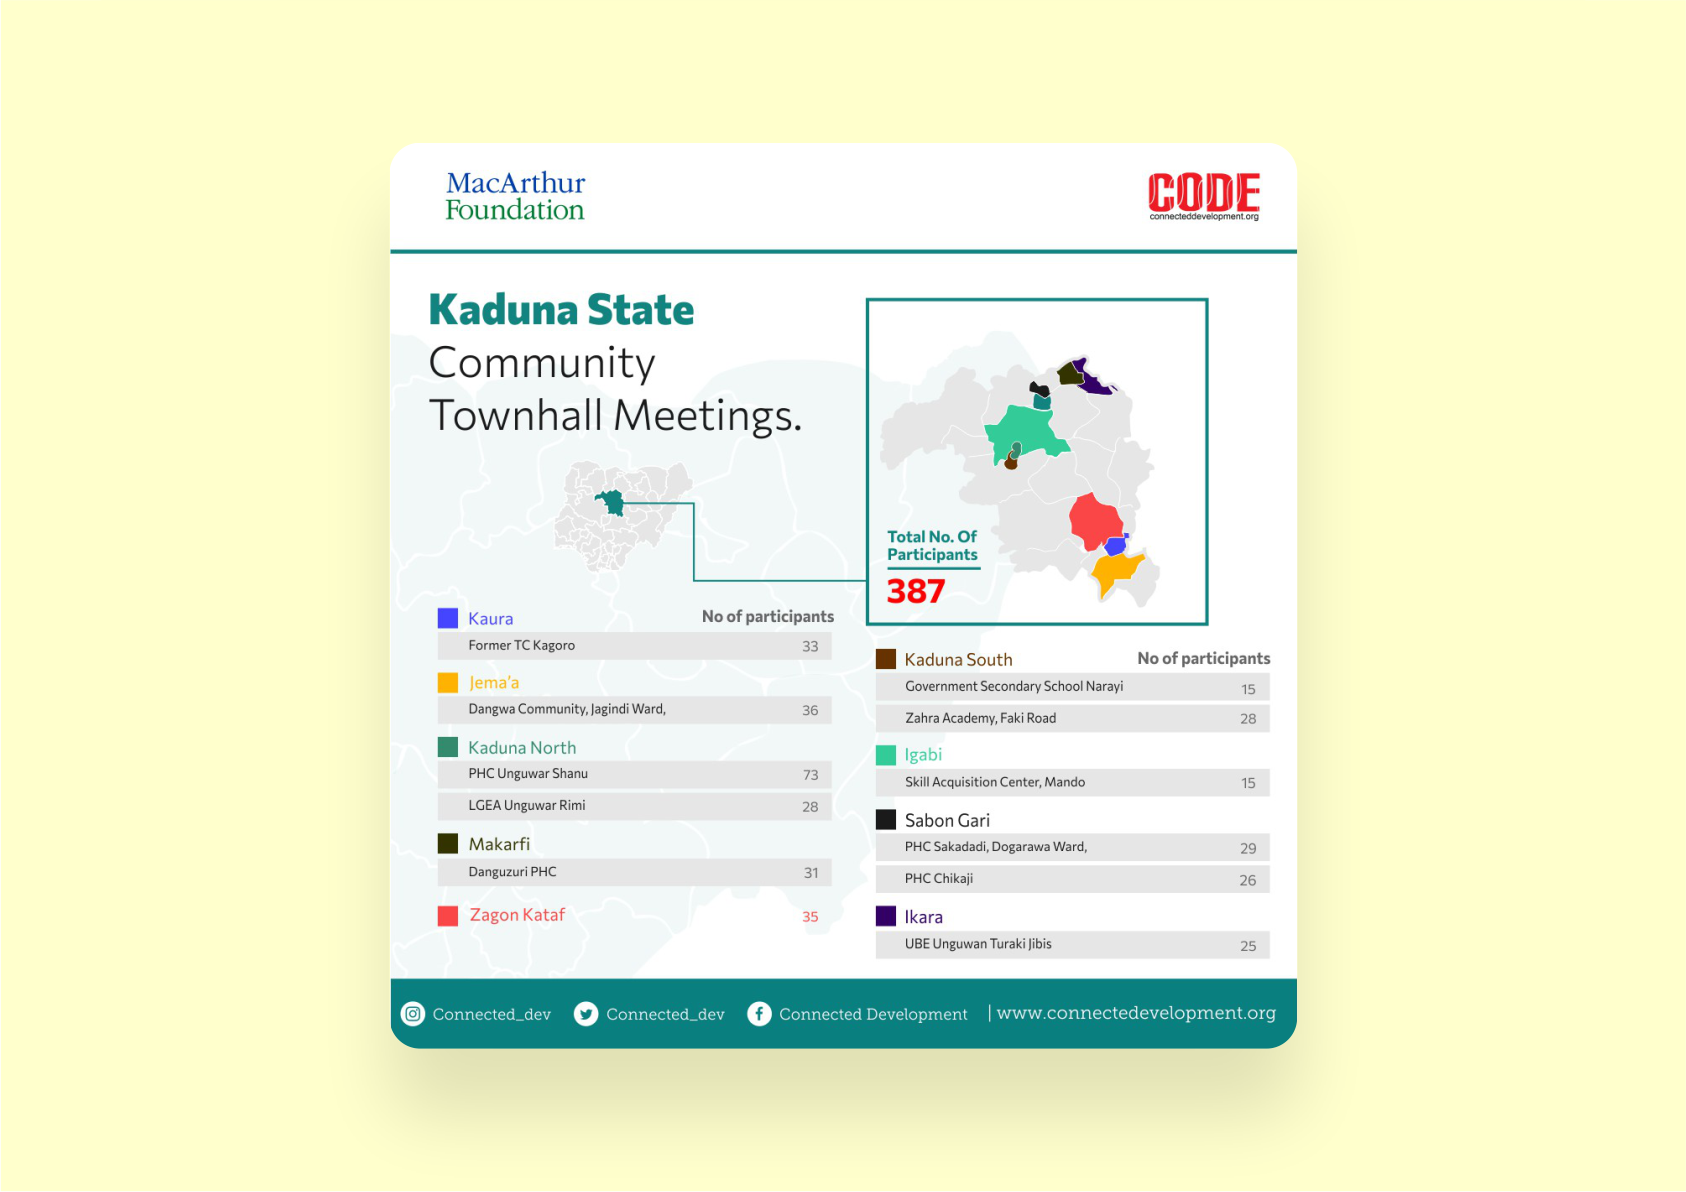 MacArthur
Foundation
CODE
connecteddevelopment.org
Kaduna State
Community
Townhall Meetings.
Total No. Of
Participants
387
Kaura No of participants
Former TC Kagoro 33
Jema'a
Dangwa Community, Jagindi Ward, 36
Kaduna North
PHC Unguwar Shanu 73
LGEA Unguwar Rimi 28
Makarfi
Danguzuri PHC 31
Zagon Kataf 35
Kaduna South No of participants
Government Secondary School Narayi 15
Zahra Academy, Faki Road 28
Igabi
Skill Acquisition Center, Mando 15
Sabon Gari
PHC Sakadadi, Dogarawa Ward, 29
PHC Chikaji 26
Ikara
UBE Unguwan Turaki Jibis 25
Connected_dev Connected_dev Connected Development | www.connectedevelopment.org